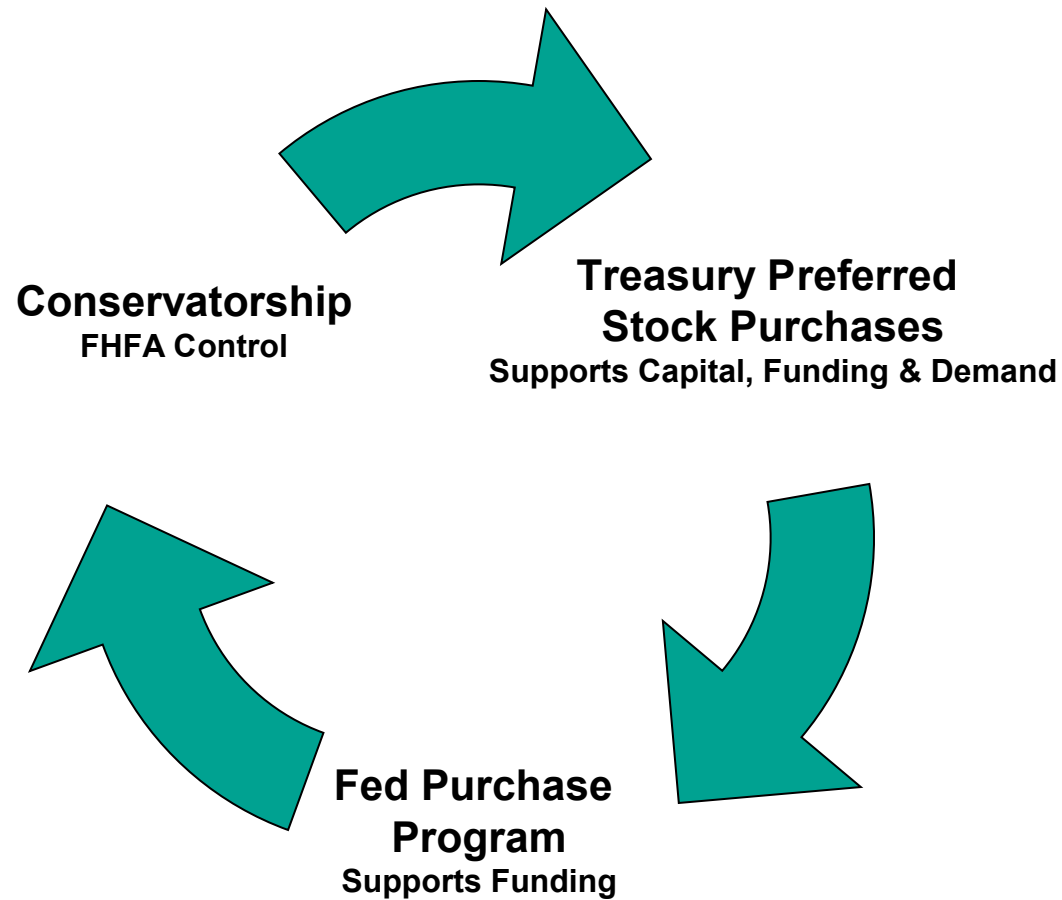 Conservatorship
FHFA Control
Treasury Preferred
Stock Purchases
Supports Capital, Funding & Demand
Fed Purchase
Program
Supports Funding